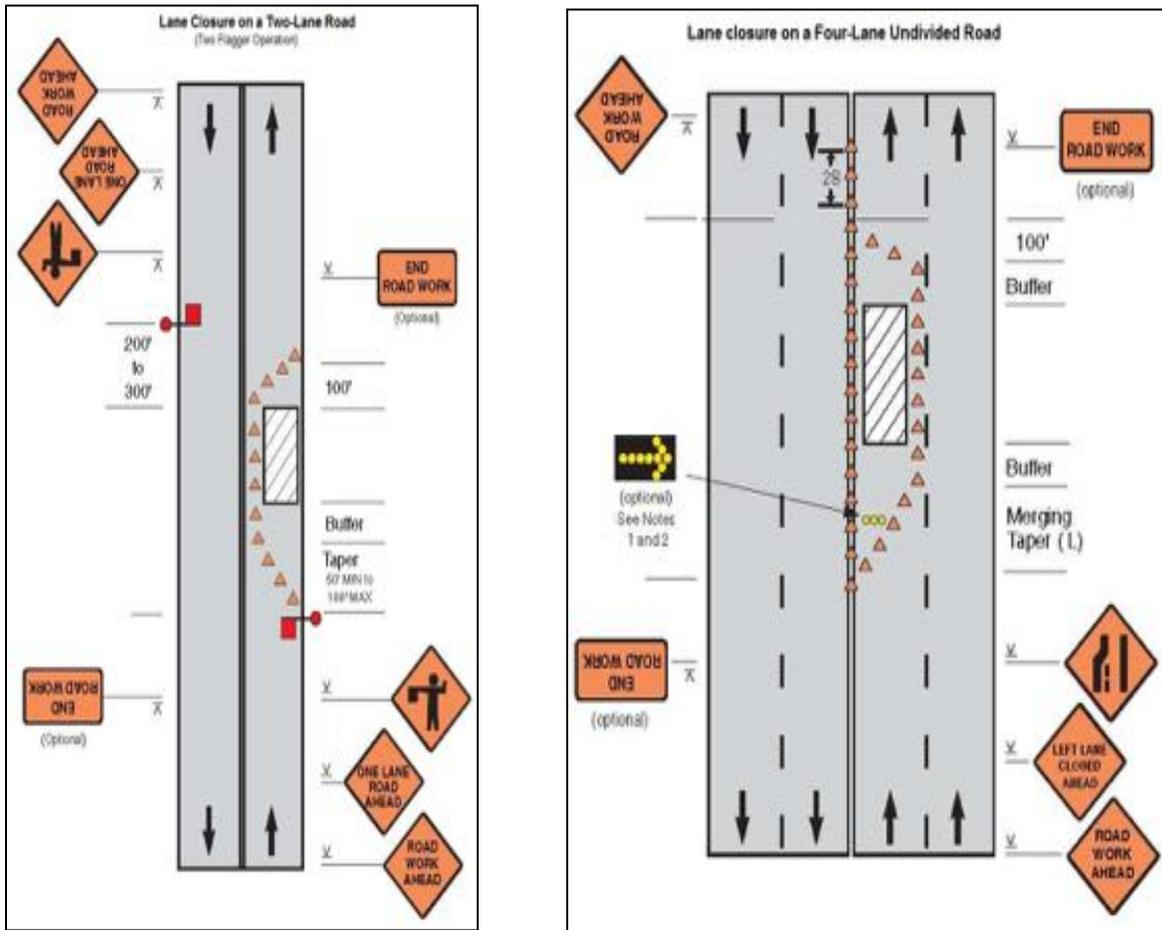 Lane Closure on a Two-Lane Road
(Two Flagger Operation)
ROAD
WORK
AHEAD
ONE LANE
ROAD
AHEAD
END
ROAD WORK
(Optional)
200'
to
300'
100'
Buffer
Taper
MIN to
MAX
END
ROAD WORK
(Optional)
ONE LANE
ROAD
AHEAD
ROAD
WORK
AHEAD
Lane closure on a Four-Lane Undivided Road
ROAD
WORK
AHEAD
END
ROAD WORK
(optional)
28
100'
Buffer
(optional)
See Notes
1 and 2
Buffer
Merging
Taper (L)
END
ROAD WORK
(optional)
LEFT LANE
CLOSED
AHEAD
ROAD
WORK
AHEAD